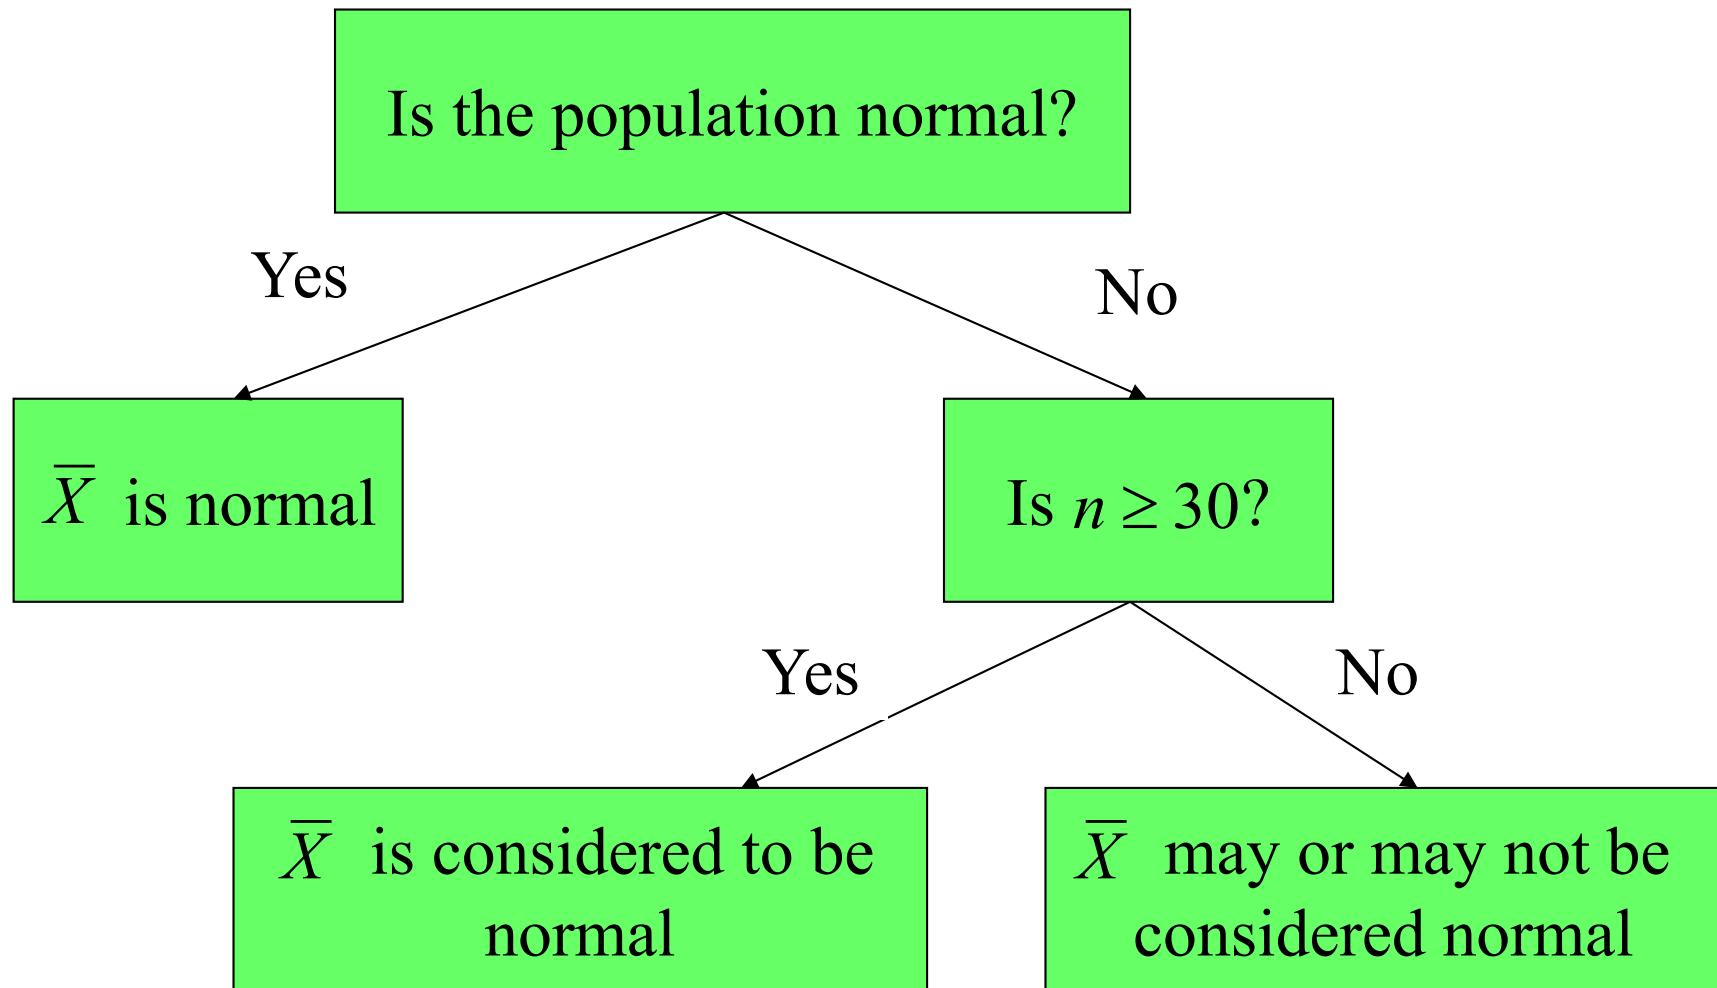 Is the population normal?
Yes
No
X̅ is normal
Is n ≥ 30?
Yes
No
X̅ is considered to be
normal
X̅ may or may not be
considered normal